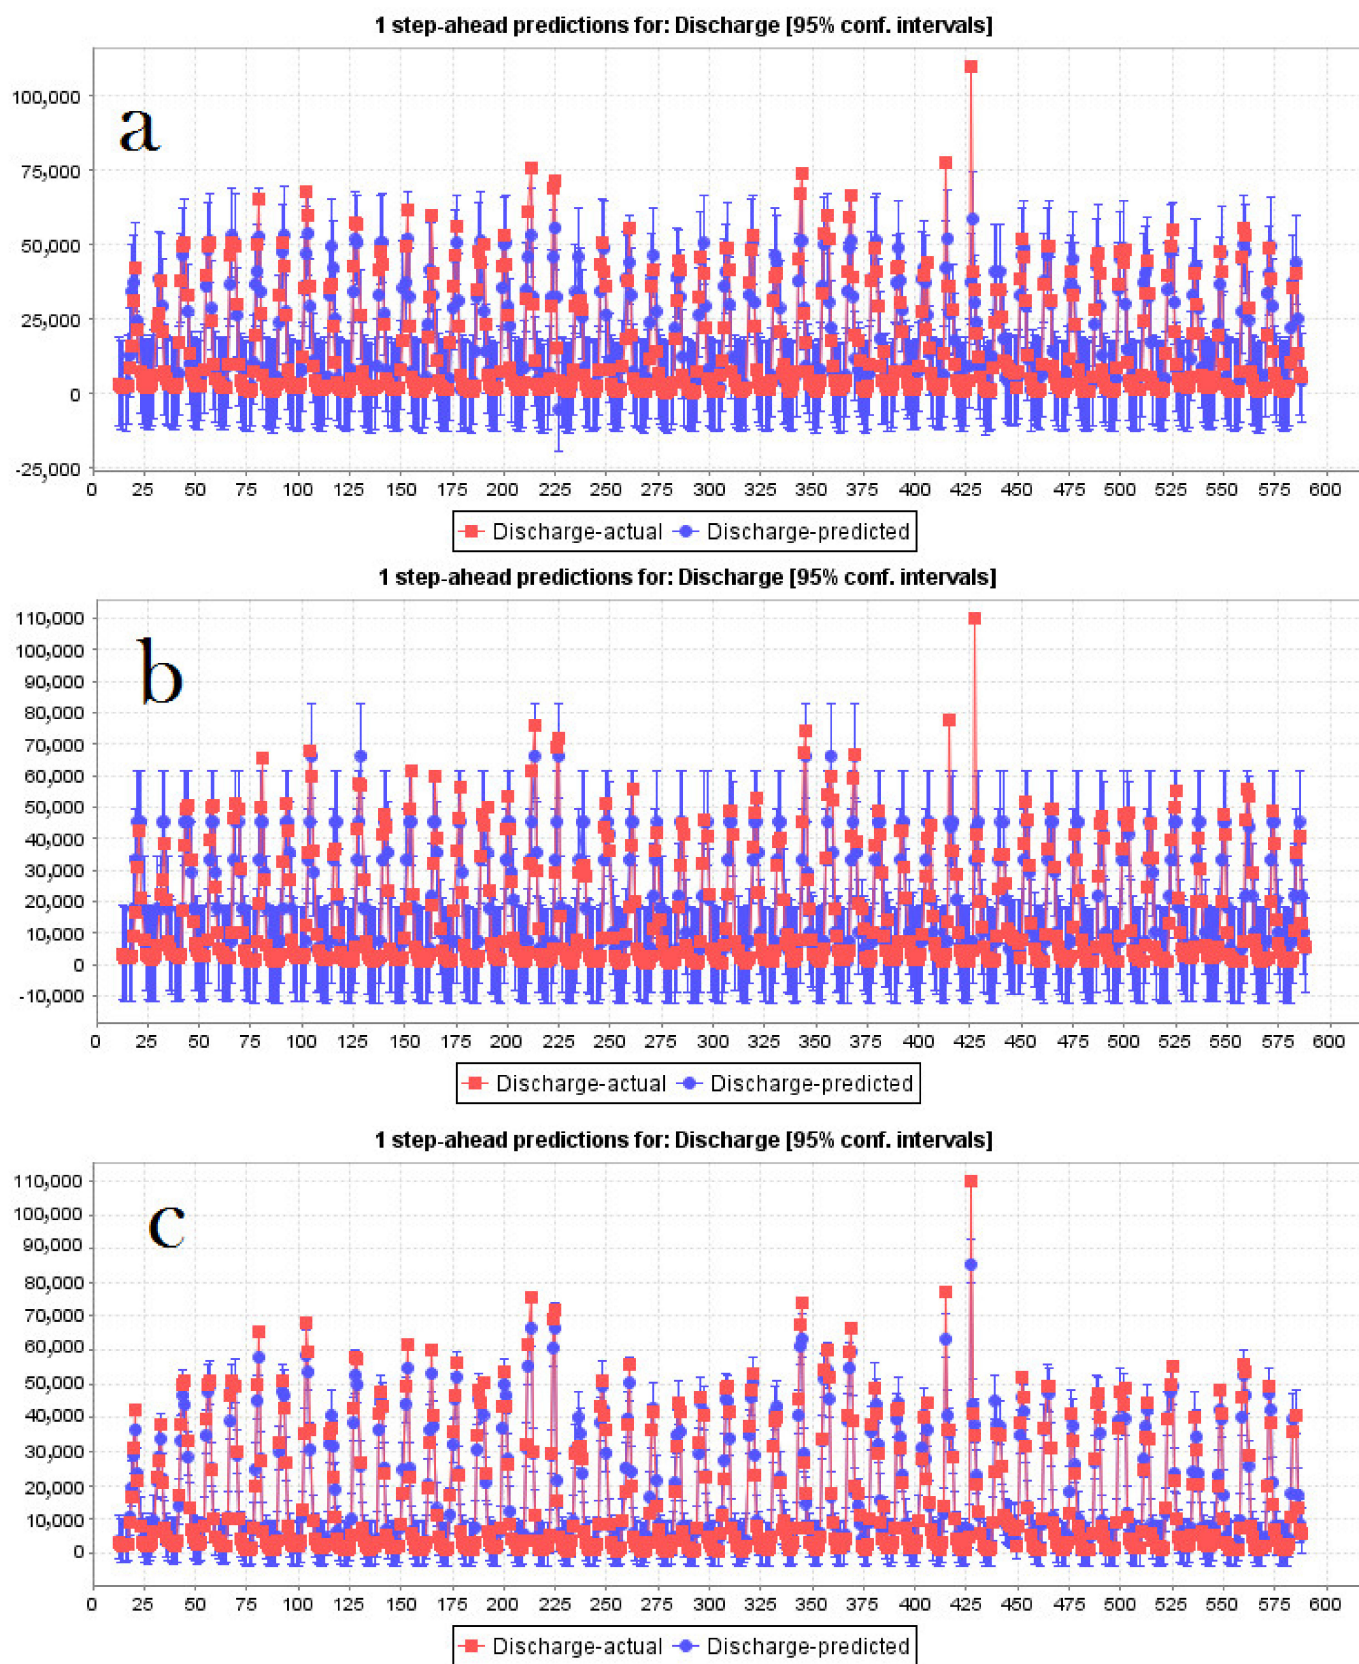 1 step-ahead predictions for: Discharge [95% conf. intervals]
a
100,000
75,000
50,000
25,000
0
-25,000
0 25 50 75 100 125 150 175 200 225 250 275 300 325 350 375 400 425 450 475 500 525 550 575 600
Discharge-actual Discharge-predicted
1 step-ahead predictions for: Discharge [95% conf. intervals]
b
110,000
100,000
90,000
80,000
70,000
60,000
50,000
40,000
30,000
20,000
10,000
0
-10,000
0 25 50 75 100 125 150 175 200 225 250 275 300 325 350 375 400 425 450 475 500 525 550 575 600
Discharge-actual Discharge-predicted
1 step-ahead predictions for: Discharge [95% conf. intervals]
c
110,000
100,000
90,000
80,000
70,000
60,000
50,000
40,000
30,000
20,000
10,000
0
0 25 50 75 100 125 150 175 200 225 250 275 300 325 350 375 400 425 450 475 500 525 550 575 600
Discharge-actual Discharge-predicted